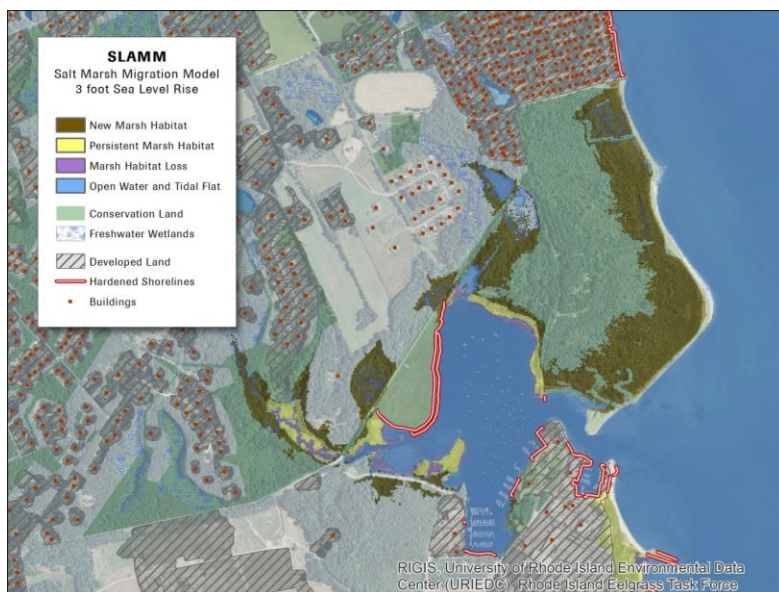 SLAMM
Salt Marsh Migration Model
3 foot Sea Level Rise
New Marsh Habitat
Persistent Marsh Habitat
Marsh Habitat Loss
Open Water and Tidal Flat
Conservation Land
Freshwater Wetlands
Developed Land
Hardened Shorelines
Buildings
RIGIS, University of Rhode Island Environmental Data
Center (URIEDC), Rhode Island Eelgrass Task Force